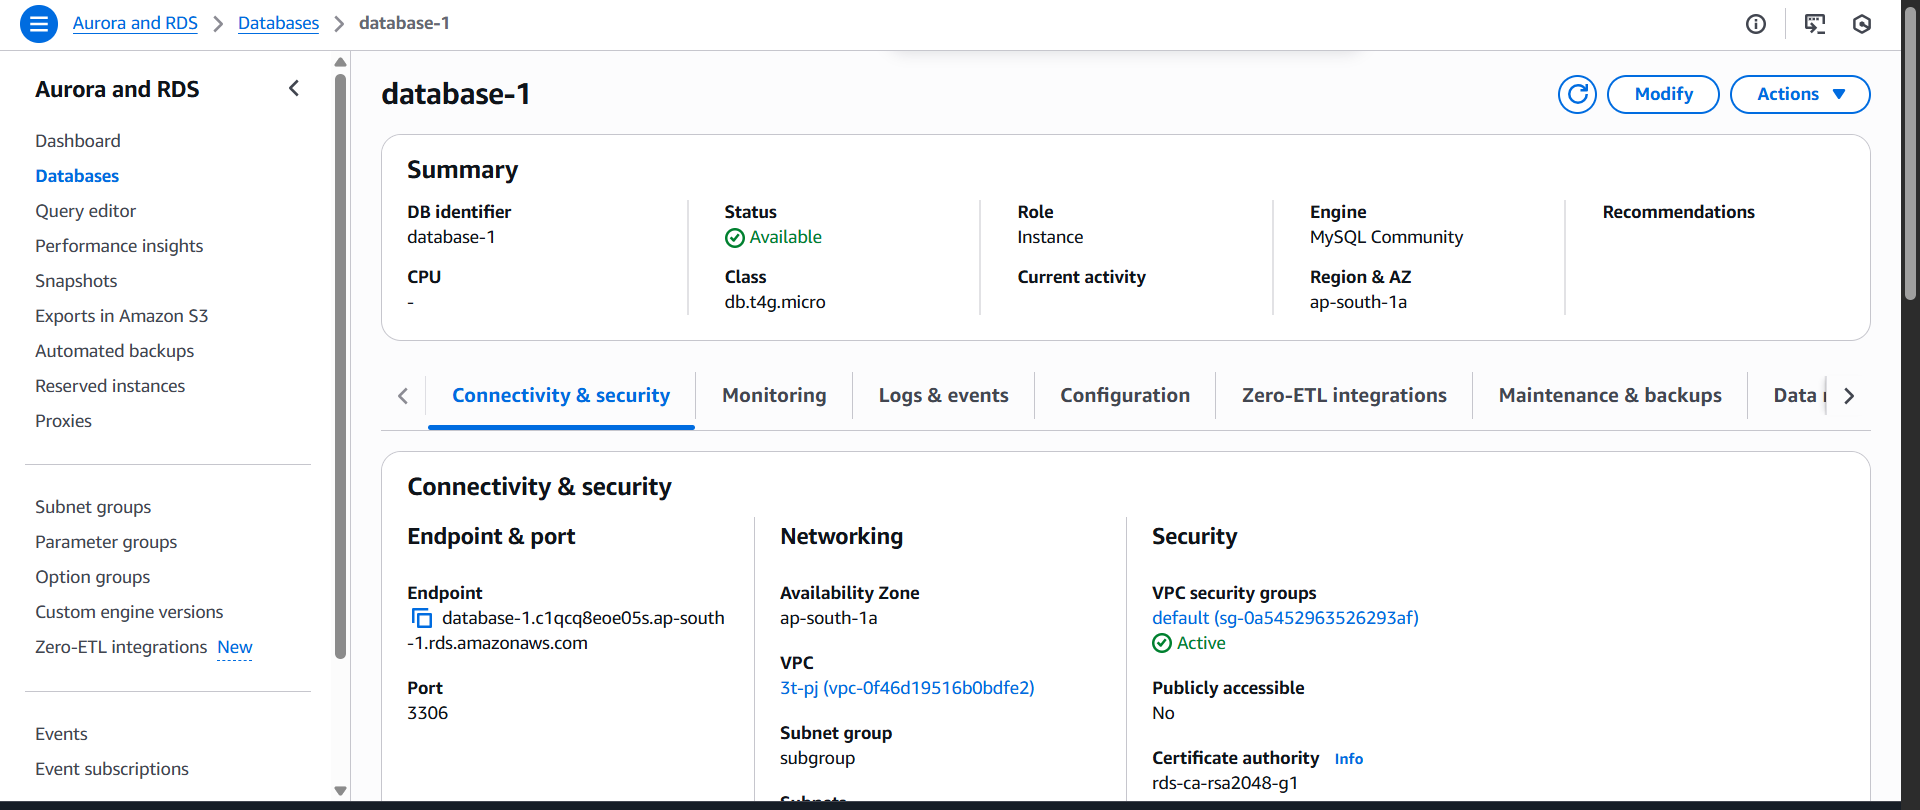 Aurora and RDS > Databases > database-1
Aurora and RDS
Dashboard
Databases
Query editor
Performance insights
Snapshots
Exports in Amazon S3
Automated backups
Reserved instances
Proxies
Subnet groups
Parameter groups
Option groups
Custom engine versions
Zero-ETL integrations New
Events
Event subscriptions
database-1
Modify
Actions
Summary
DB identifier
database-1
CPU
-
Status
Available
Class
db.t4g.micro
Role
Instance
Current activity
Engine
MySQL Community
Region & AZ
ap-south-1a
Recommendations
Connectivity & security
Monitoring
Logs & events
Configuration
Zero-ETL integrations
Maintenance & backups
Data
Connectivity & security
Endpoint & port
Endpoint
database-1.c1qcq8eoe05s.ap-south
-1.rds.amazonaws.com
Port
3306
Networking
Availability Zone
ap-south-1a
VPC
3t-pj (vpc-0f46d19516b0bdfe2)
Subnet group
subgroup
Subnets
Security
VPC security groups
default (sg-0a5452963526293af)
Active
Publicly accessible
No
Certificate authority Info
rds-ca-rsa2048-g1